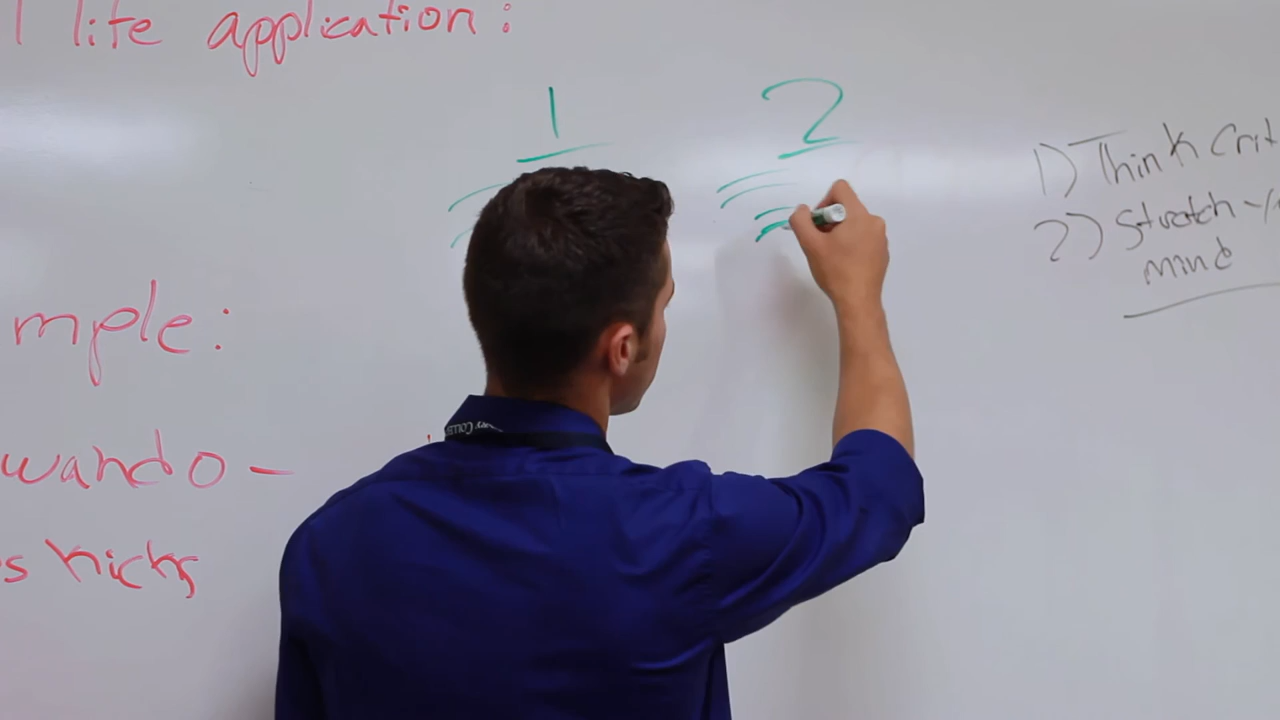 l life application:
1
2
mple:
wando -
s kicks
1) Think Crit
2) Stretch
mind